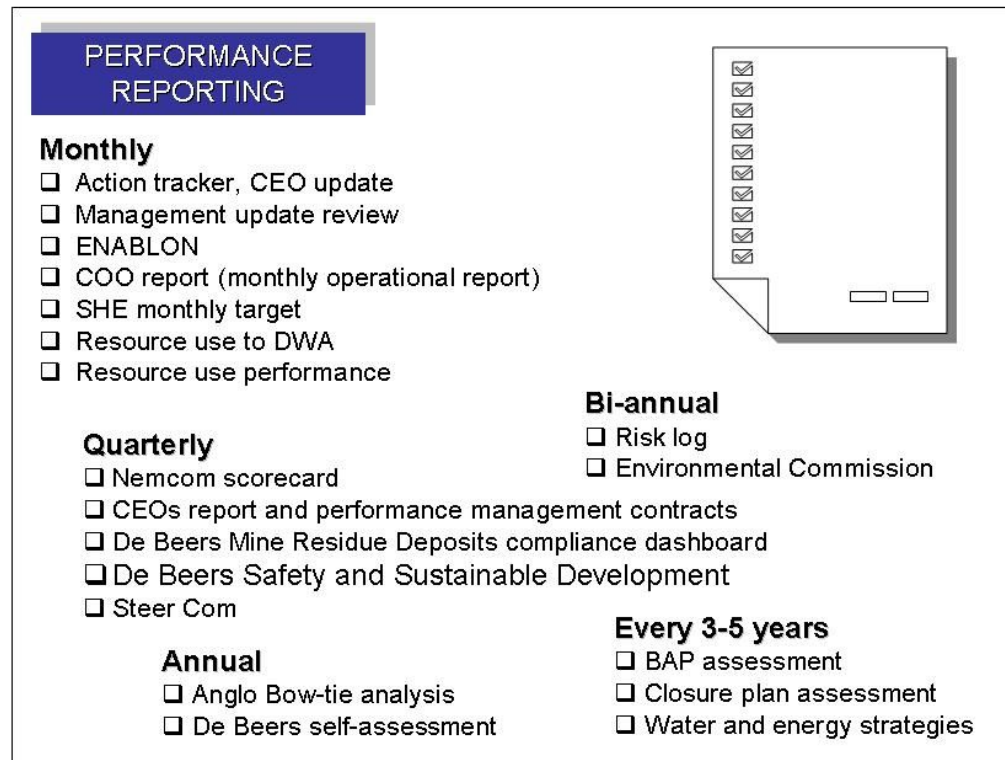 PERFORMANCE
REPORTING
Monthly
Action tracker, CEO update
Management update review
ENABLON
COO report (monthly operational report)
SHE monthly target
Resource use to DWA
Resource use performance
Bi-annual
Risk log
Environmental Commission
Quarterly
Nemcom scorecard
CEOs report and performance management contracts
De Beers Mine Residue Deposits compliance dashboard
De Beers Safety and Sustainable Development
Steer Com
Every 3-5 years
BAP assessment
Closure plan assessment
Water and energy strategies
Annual
Anglo Bow-tie analysis
De Beers self-assessment